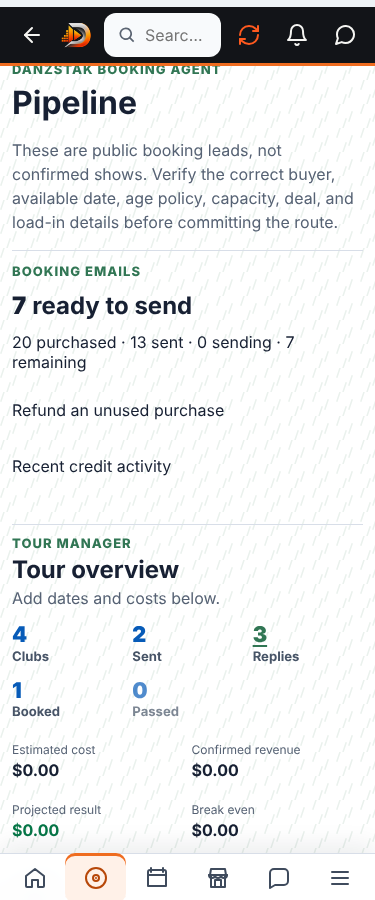 Searc...
DANZSTAK BOOKING AGENT
Pipeline
These are public booking leads, not
confirmed shows. Verify the correct buyer,
available date, age policy, capacity, deal, and
load-in details before committing the route.
BOOKING EMAILS
7 ready to send
20 purchased · 13 sent · 0 sending · 7
remaining
Refund an unused purchase
Recent credit activity
TOUR MANAGER
Tour overview
Add dates and costs below.
4 2 3
Clubs Sent Replies
1 0
Booked Passed
Estimated cost Confirmed revenue
$0.00 $0.00
Projected result Break even
$0.00 $0.00